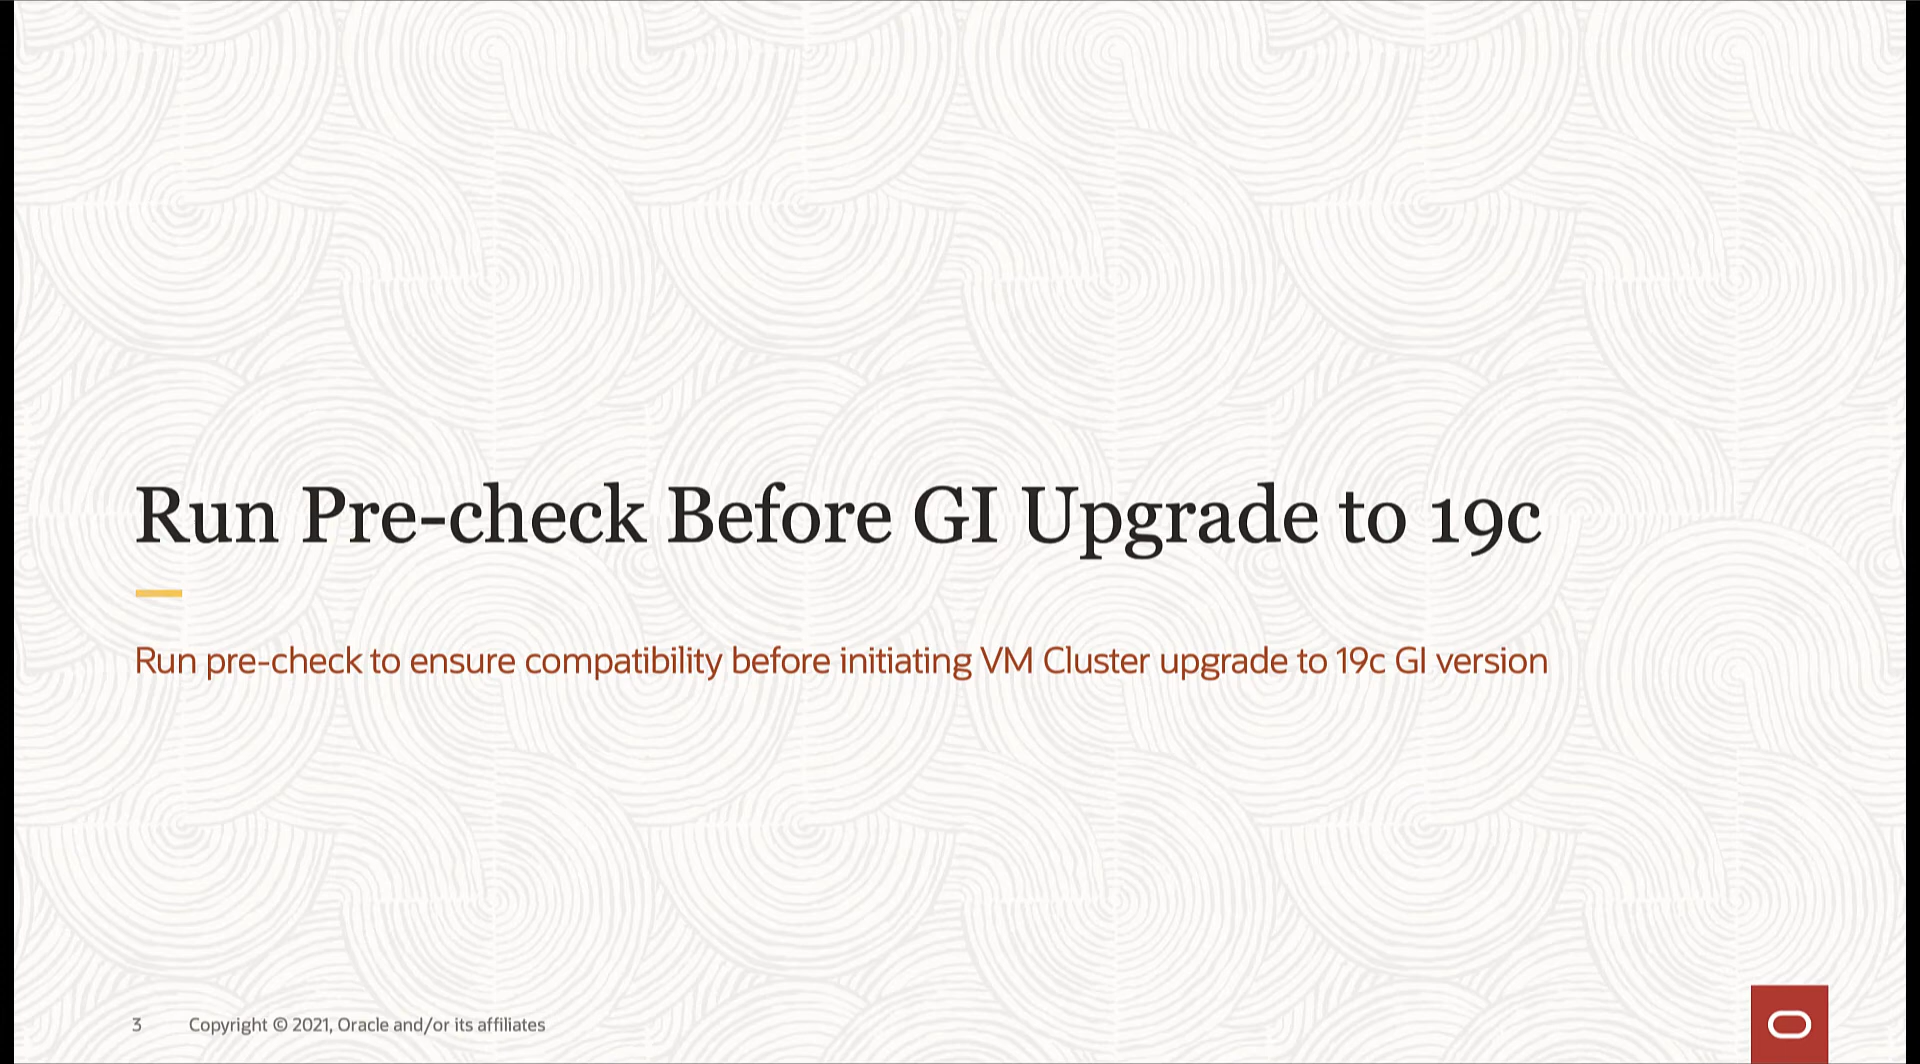 Run Pre-check Before GI Upgrade to 19c
Run pre-check to ensure compatibility before initiating VM Cluster upgrade to 19c GI version
3 Copyright © 2021, Oracle and/or its affiliates